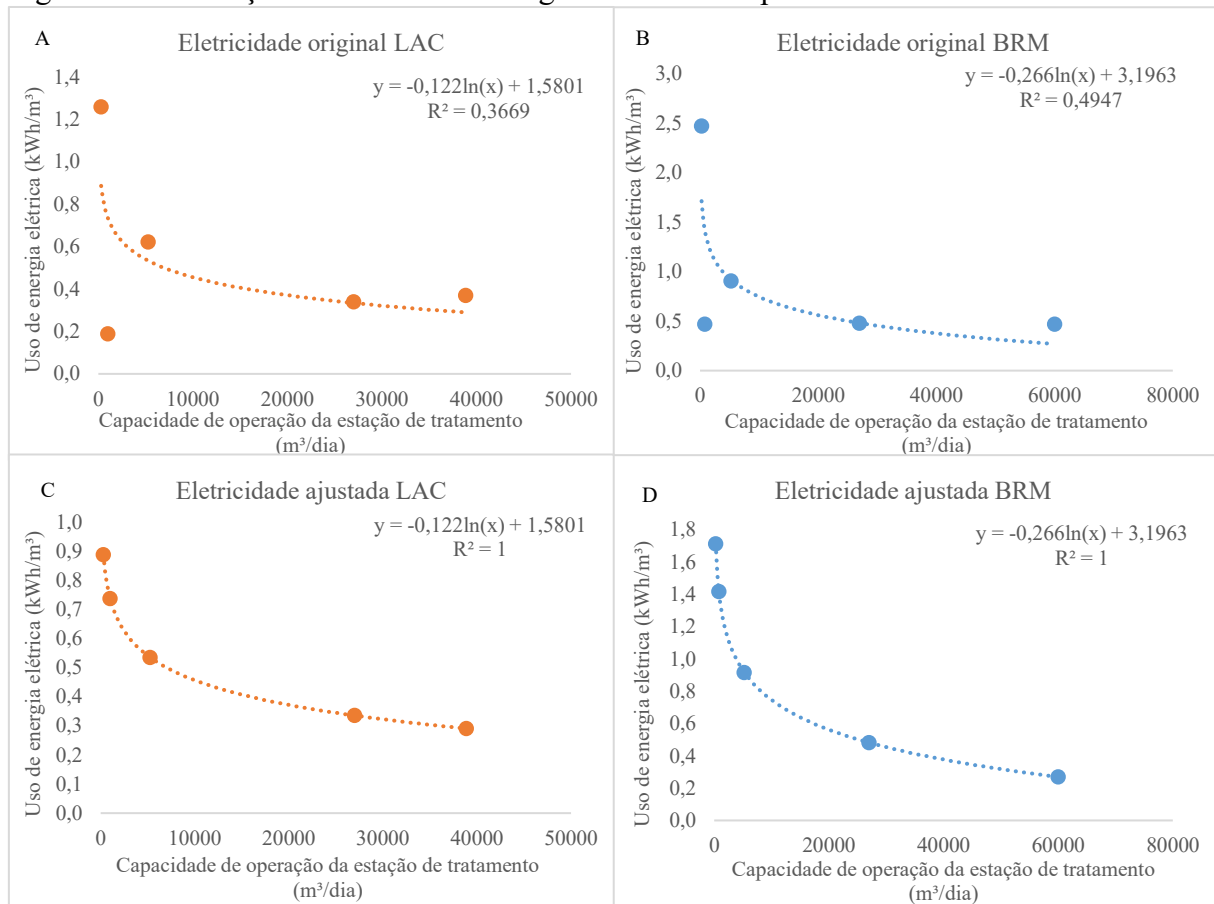 A
Eletricidade original LAC
y = -0,122ln(x) + 1,5801
R² = 0,3669
Uso de energia elétrica (kWh/m³)
1,4
1,2
1,0
0,8
0,6
0,4
0,2
0,0
0 10000 20000 30000 40000 50000
Capacidade de operação da estação de tratamento
(m³/dia)
B
Eletricidade original BRM
y = -0,266ln(x) + 3,1963
R² = 0,4947
Uso de energia elétrica (kWh/m³)
3,0
2,5
2,0
1,5
1,0
0,5
0,0
0 20000 40000 60000 80000
Capacidade de operação da estação de tratamento
(m³/dia)
C
Eletricidade ajustada LAC
y = -0,122ln(x) + 1,5801
R² = 1
Uso de energia elétrica (kWh/m³)
1,0
0,9
0,8
0,7
0,6
0,5
0,4
0,3
0,2
0,1
0,0
0 10000 20000 30000 40000 50000
Capacidade de operação da estação de tratamento
(m³/dia)
D
Eletricidade ajustada BRM
y = -0,266ln(x) + 3,1963
R² = 1
Uso de energia elétrica (kWh/m³)
1,8
1,6
1,4
1,2
1,0
0,8
0,6
0,4
0,2
0,0
0 20000 40000 60000 80000
Capacidade de operação da estação de tratamento
(m³/dia)